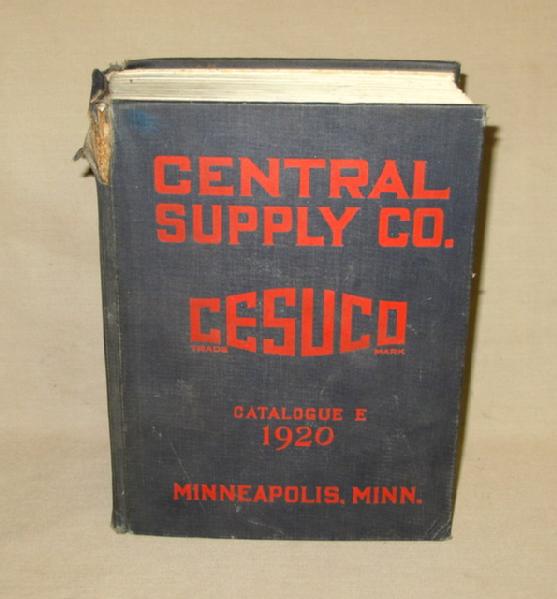 CENTRAL
SUPPLY CO.
CESUCO
TRADE MARK
CATALOGUE E
1920
MINNEAPOLIS, MINN.